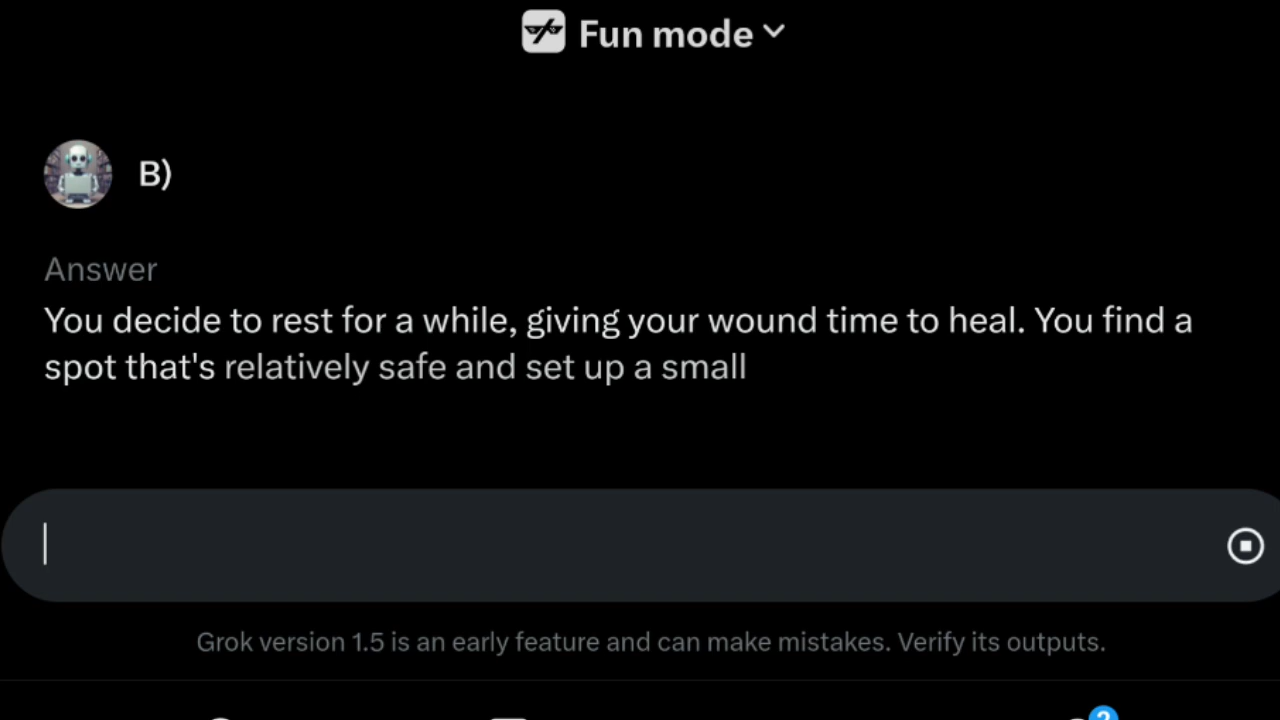 Fun mode
B)
Answer
You decide to rest for a while, giving your wound time to heal. You find a
spot that's relatively safe and set up a small
Grok version 1.5 is an early feature and can make mistakes. Verify its outputs.
2